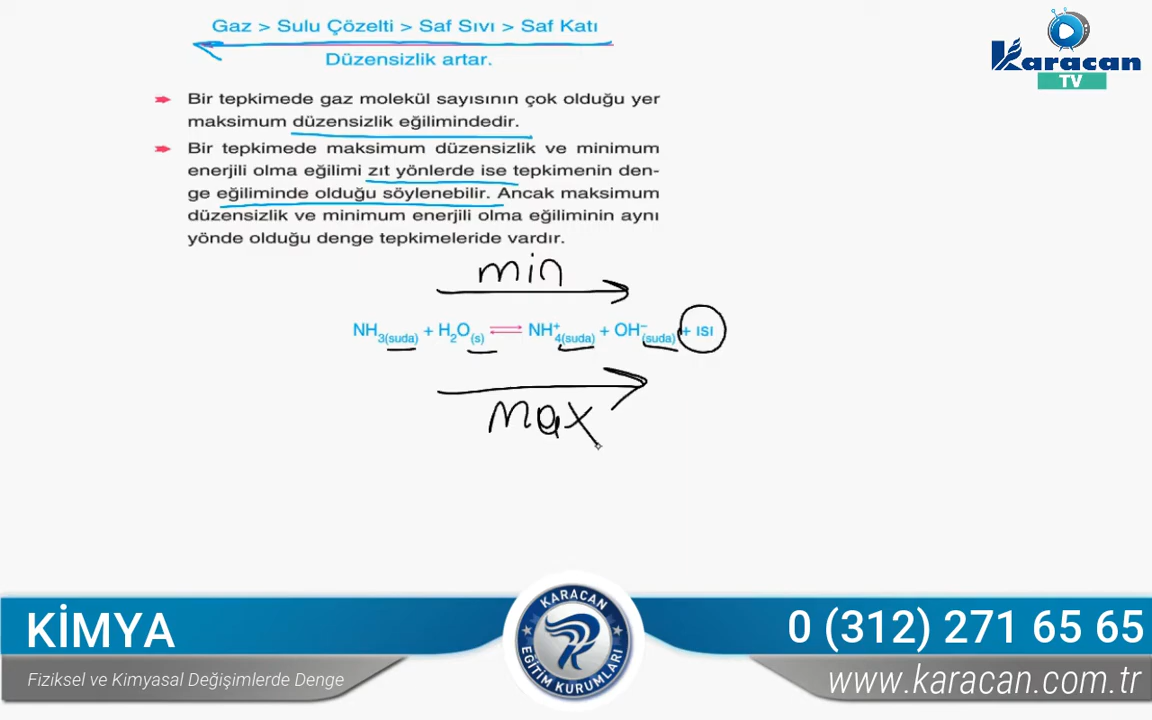 Gaz > Sulu Çözelti > Saf Sıvı > Saf Katı
Düzensizlik artar.
Karacan
TV
Bir tepkimede gaz molekül sayısının çok olduğu yer
maksimum düzensizlik eğilimindedir.
Bir tepkimede maksimum düzensizlik ve minimum
enerjili olma eğilimi zıt yönlerde ise tepkimenin den-
ge eğiliminde olduğu söylenebilir. Ancak maksimum
düzensizlik ve minimum enerjili olma eğiliminin aynı
yönde olduğu denge tepkimeleride vardır.
min
NH₃(suda) + H₂O(s) ⇌ NH₄⁺(suda) + OH⁻(suda) + ısı
max
KİMYA
Fiziksel ve Kimyasal Değişimlerde Denge
KARACAN
EĞİTİM KURUMLARI
0 (312) 271 65 65
www.karacan.com.tr